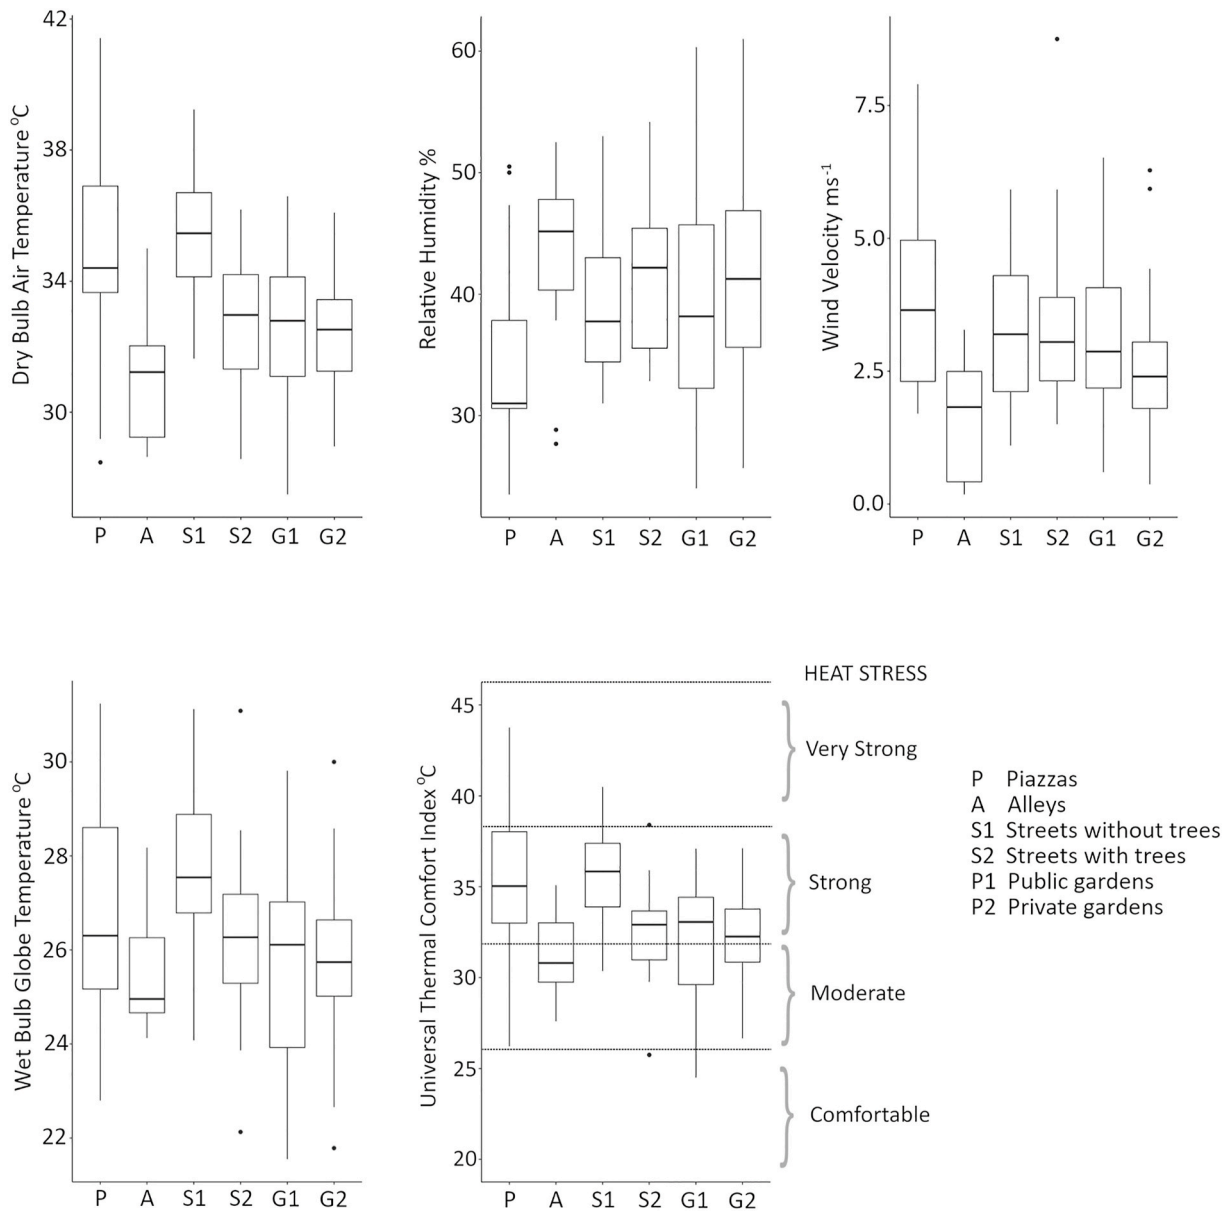 Dry Bulb Air Temperature ºC
42
38
34
30
P A S1 S2 G1 G2
Relative Humidity %
60
50
40
30
P A S1 S2 G1 G2
Wind Velocity ms-1
7.5
5.0
2.5
0.0
P A S1 S2 G1 G2
Wet Bulb Globe Temperature ºC
30
28
26
24
22
P A S1 S2 G1 G2
Universal Thermal Comfort Index ºC
45
40
35
30
25
20
P A S1 S2 G1 G2
HEAT STRESS
Very Strong
Strong
Moderate
Comfortable
P Piazzas
A Alleys
S1 Streets without trees
S2 Streets with trees
P1 Public gardens
P2 Private gardens